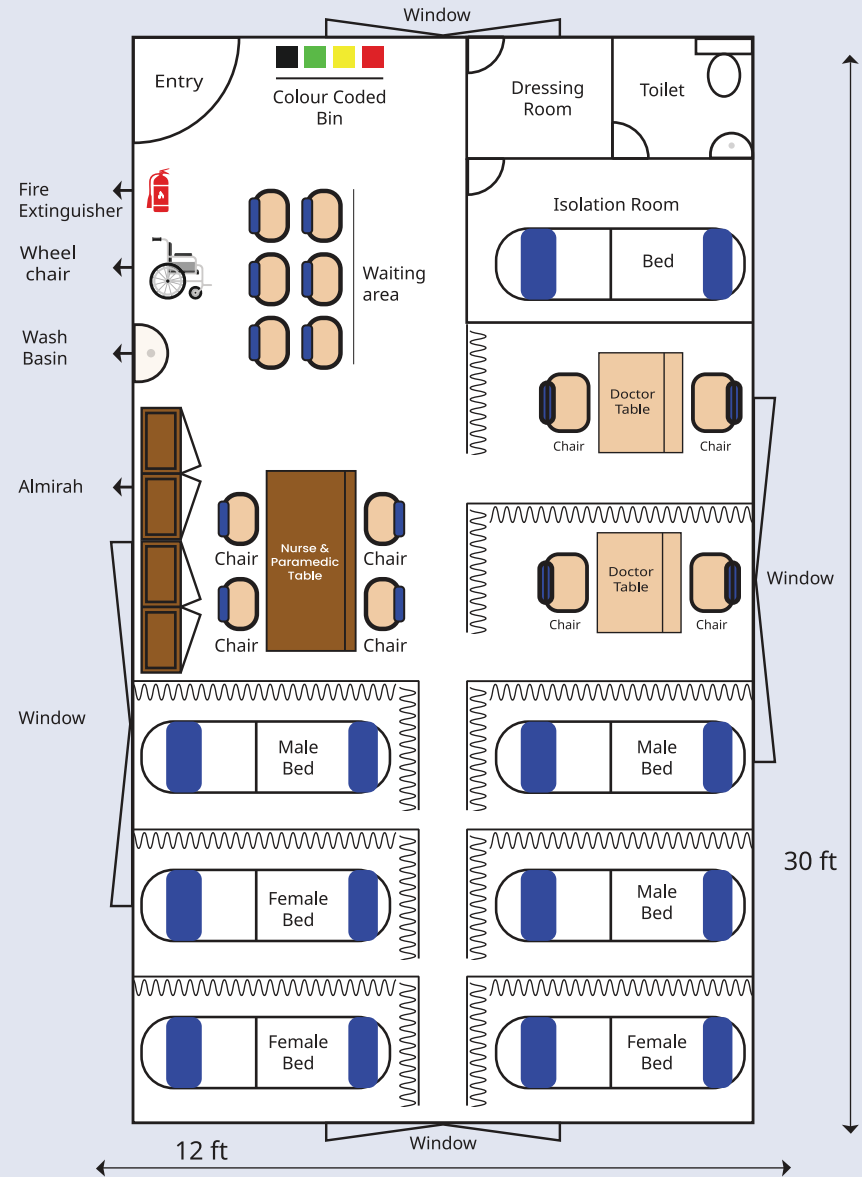 Window
Entry
Colour Coded
Bin
Dressing
Room
Toilet
Fire
Extinguisher
Wheel
chair
Wash
Basin
Waiting
area
Isolation Room
Bed
Doctor
Table
Chair
Chair
Almirah
Chair
Chair
Nurse &
Paramedic
Table
Chair
Chair
Doctor
Table
Chair
Chair
Window
Window
Male
Bed
Male
Bed
Female
Bed
Male
Bed
30 ft
Female
Bed
Female
Bed
Window
12 ft